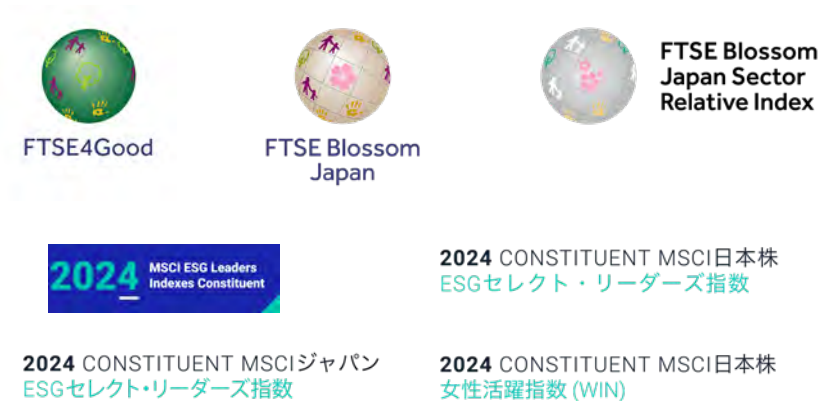 FTSE4Good
FTSE Blossom
Japan
FTSE Blossom
Japan Sector
Relative Index
2024 MSCI ESG Leaders
Indexes Constituent
2024 CONSTITUENT MSCI日本株
ESGセレクト・リーダーズ指数
2024 CONSTITUENT MSCIジャパン
ESGセレクト・リーダーズ指数
2024 CONSTITUENT MSCI日本株
女性活躍指数 (WIN)